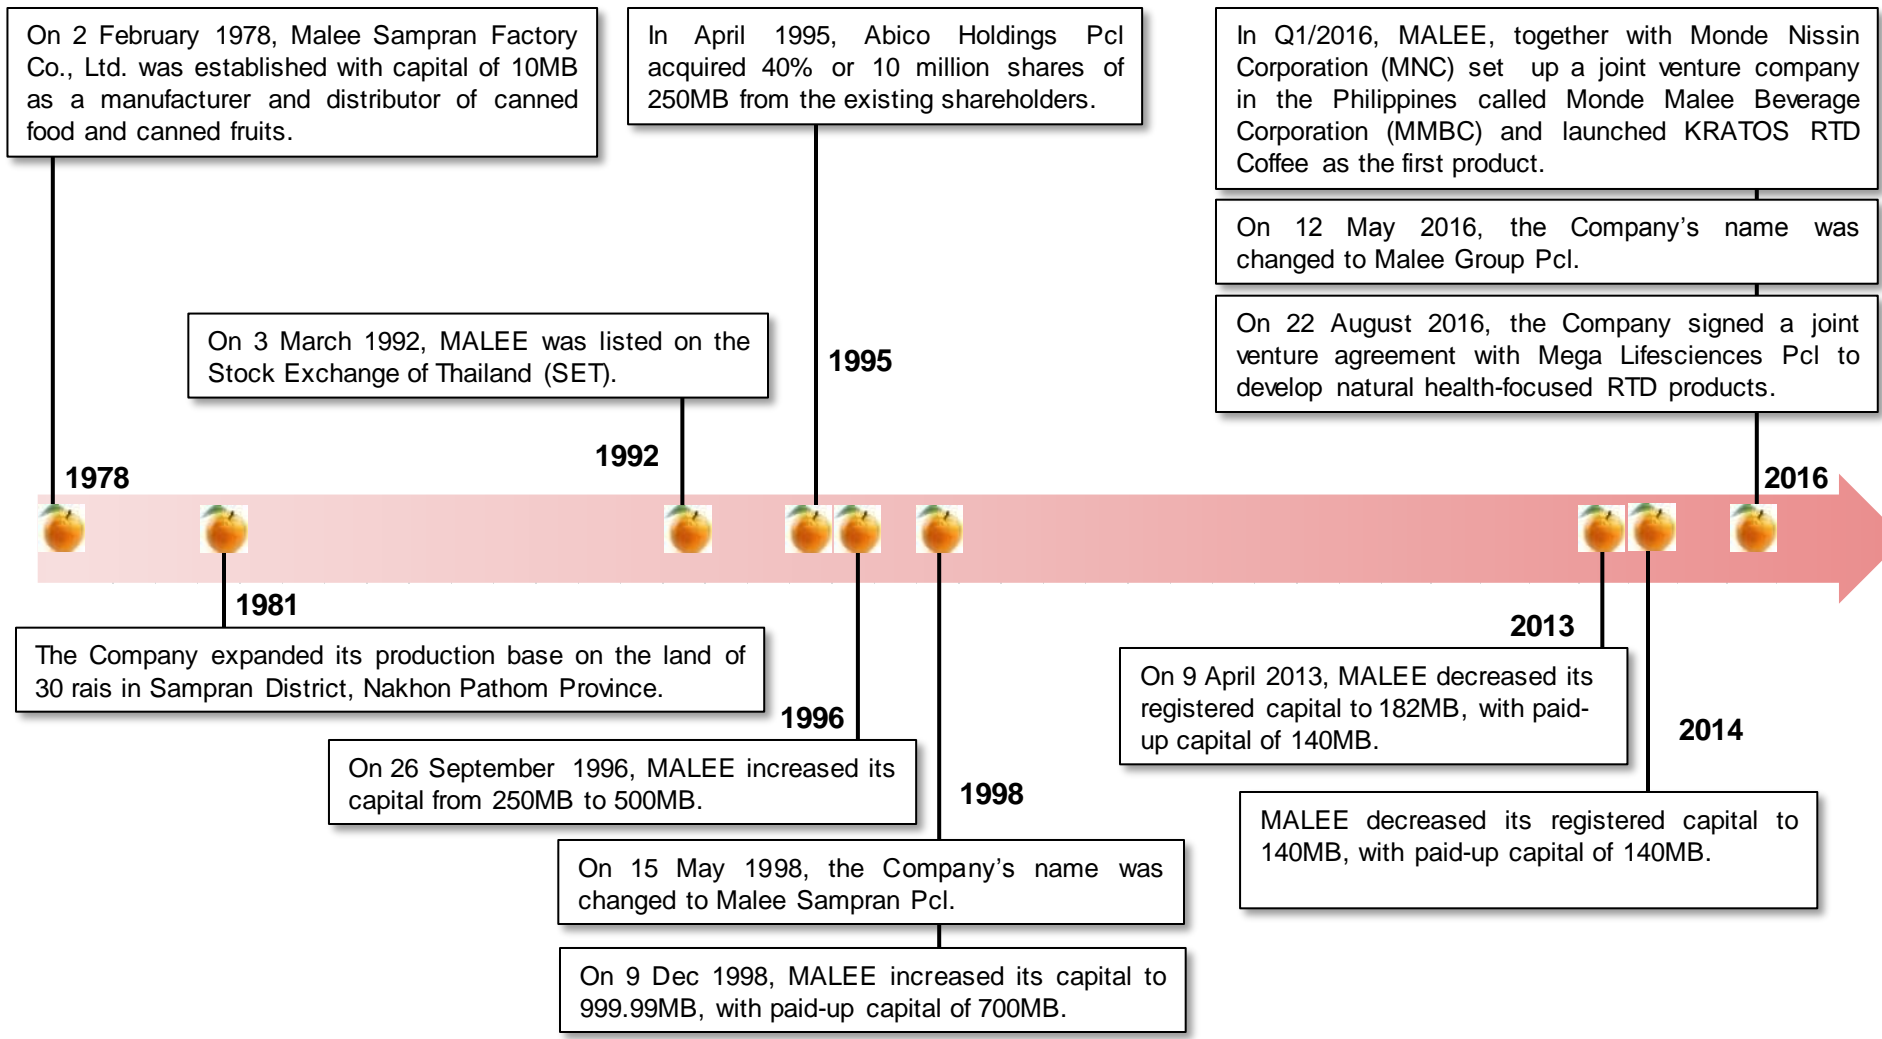 On 2 February 1978, Malee Sampran Factory
Co., Ltd. was established with capital of 10MB
as a manufacturer and distributor of canned
food and canned fruits.
In April 1995, Abico Holdings Pcl
acquired 40% or 10 million shares of
250MB from the existing shareholders.
In Q1/2016, MALEE, together with Monde Nissin
Corporation (MNC) set up a joint venture company
in the Philippines called Monde Malee Beverage
Corporation (MMBC) and launched KRATOS RTD
Coffee as the first product.
On 12 May 2016, the Company's name was
changed to Malee Group Pcl.
On 22 August 2016, the Company signed a joint
venture agreement with Mega Lifesciences Pcl to
develop natural health-focused RTD products.
On 3 March 1992, MALEE was listed on the
Stock Exchange of Thailand (SET).
1995
1992
1978
2016
1981
The Company expanded its production base on the land of
30 rais in Sampran District, Nakhon Pathom Province.
1996
On 26 September 1996, MALEE increased its
capital from 250MB to 500MB.
1998
On 15 May 1998, the Company's name was
changed to Malee Sampran Pcl.
On 9 Dec 1998, MALEE increased its capital to
999.99MB, with paid-up capital of 700MB.
2013
On 9 April 2013, MALEE decreased its
registered capital to 182MB, with paid-
up capital of 140MB.
2014
MALEE decreased its registered capital to
140MB, with paid-up capital of 140MB.